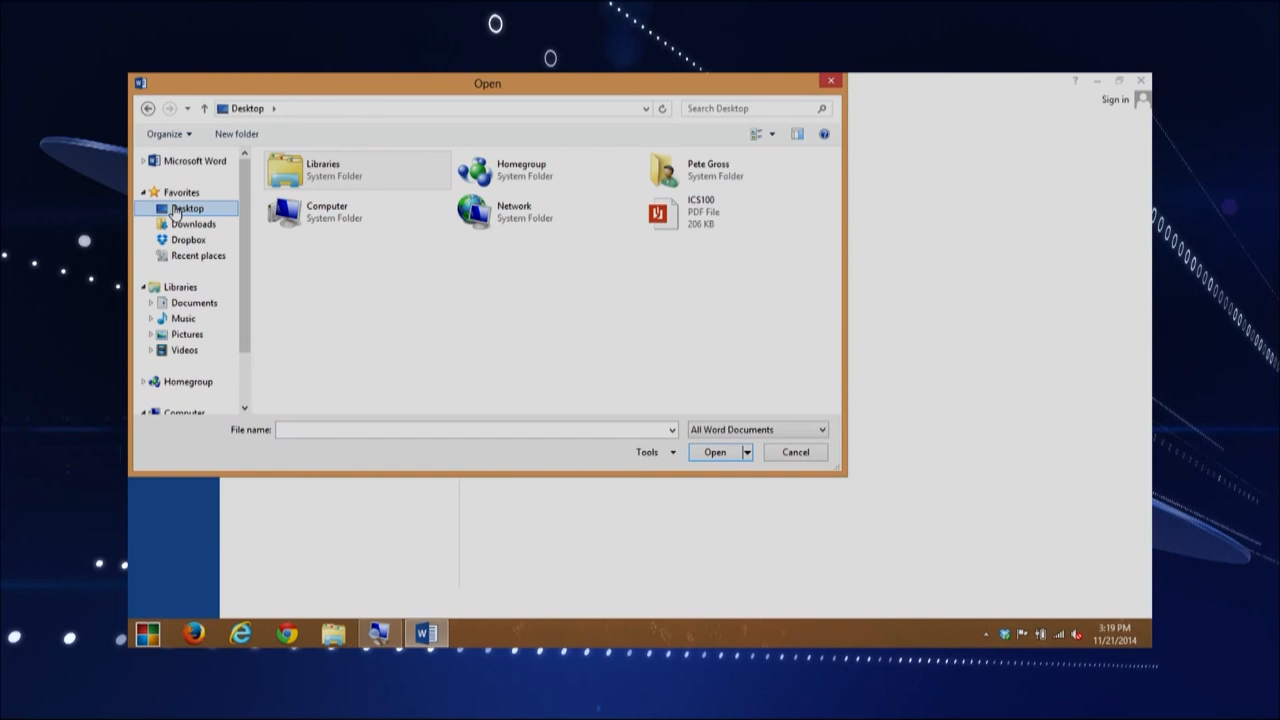 Open
Sign in
Desktop
Search Desktop
Organize
New folder
Microsoft Word
Favorites
Desktop
Downloads
Dropbox
Recent places
Libraries
Documents
Music
Pictures
Videos
Homegroup
Computer
Libraries
System Folder
Homegroup
System Folder
Pete Gross
System Folder
Computer
System Folder
Network
System Folder
ICS100
PDF File
206 KB
File name:
All Word Documents
Tools
Open
Cancel
3:19 PM
11/21/2014